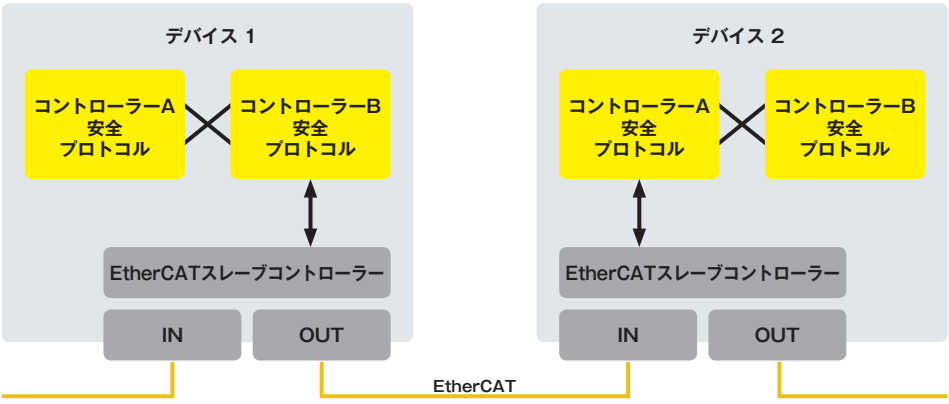 デバイス 1
コントローラーA
安全
プロトコル
コントローラーB
安全
プロトコル
EtherCATスレーブコントローラー
IN
OUT
デバイス 2
コントローラーA
安全
プロトコル
コントローラーB
安全
プロトコル
EtherCATスレーブコントローラー
IN
OUT
EtherCAT